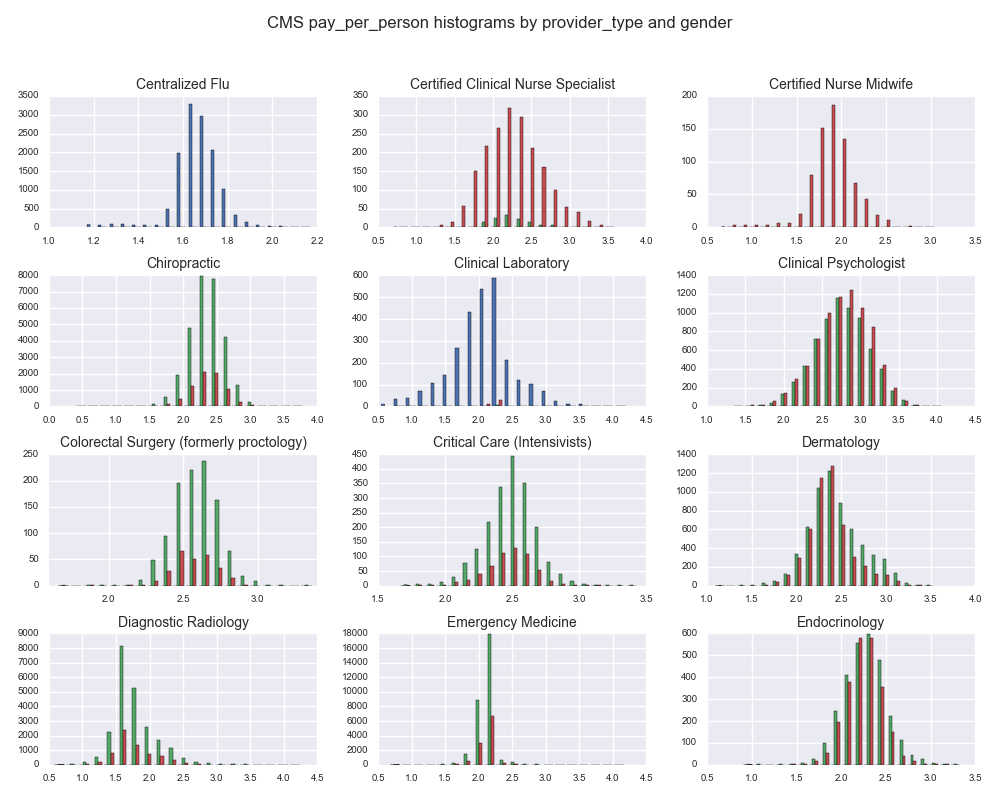 CMS pay_per_person histograms by provider_type and gender
Centralized Flu
Certified Clinical Nurse Specialist
Certified Nurse Midwife
3500 3000 2500 2000 1500 1000 500 0
1.0 1.2 1.4 1.6 1.8 2.0 2.2
350 300 250 200 150 100 50 0
0.5 1.0 1.5 2.0 2.5 3.0 3.5 4.0
200 150 100 50 0
0.5 1.0 1.5 2.0 2.5 3.0 3.5
Chiropractic
Clinical Laboratory
Clinical Psychologist
8000 7000 6000 5000 4000 3000 2000 1000 0
0.0 0.5 1.0 1.5 2.0 2.5 3.0 3.5 4.0
600 500 400 300 200 100 0
0.5 1.0 1.5 2.0 2.5 3.0 3.5 4.0 4.5
1400 1200 1000 800 600 400 200 0
1.0 1.5 2.0 2.5 3.0 3.5 4.0 4.5
Colorectal Surgery (formerly proctology)
Critical Care (Intensivists)
Dermatology
250 200 150 100 50 0
2.0 2.5 3.0
450 400 350 300 250 200 150 100 50 0
1.5 2.0 2.5 3.0 3.5
1400 1200 1000 800 600 400 200 0
1.0 1.5 2.0 2.5 3.0 3.5 4.0
Diagnostic Radiology
Emergency Medicine
Endocrinology
9000 8000 7000 6000 5000 4000 3000 2000 1000 0
0.5 1.0 1.5 2.0 2.5 3.0 3.5 4.0 4.5
18000 16000 14000 12000 10000 8000 6000 4000 2000 0
0.5 1.0 1.5 2.0 2.5 3.0 3.5 4.0 4.5
600 500 400 300 200 100 0
0.5 1.0 1.5 2.0 2.5 3.0 3.5